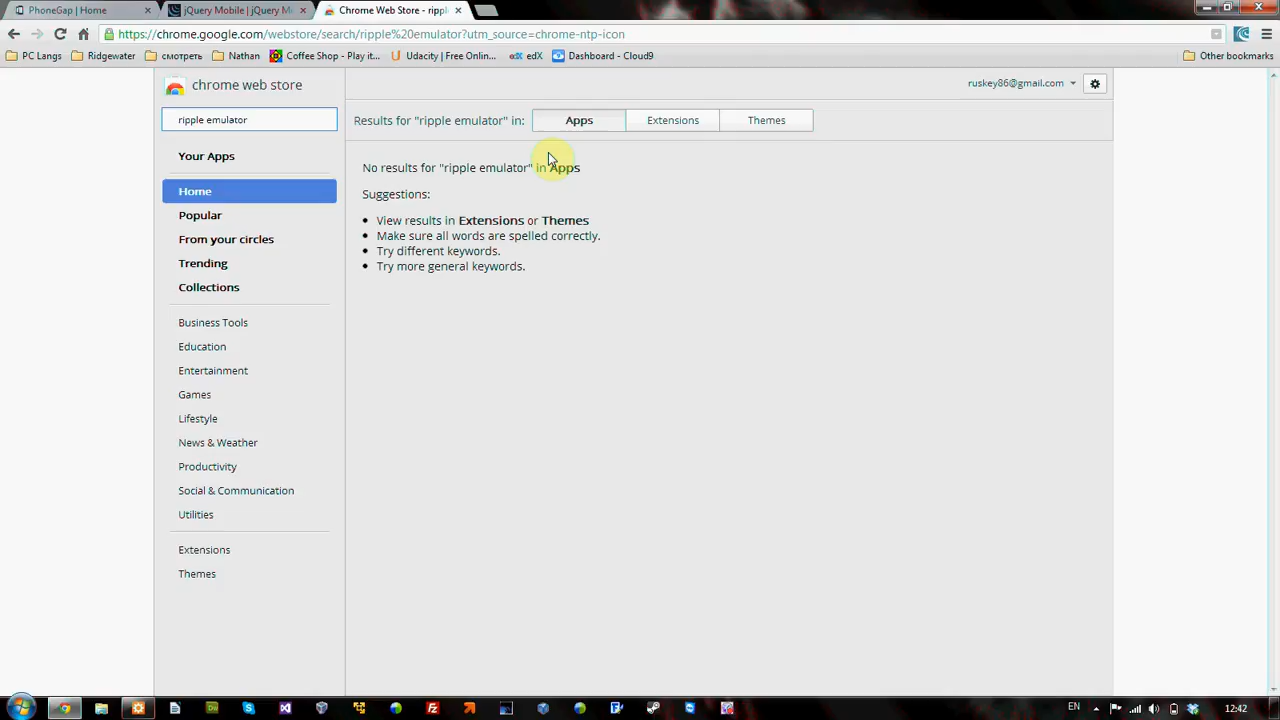 PhoneGap | Home
jQuery Mobile | jQuery M
Chrome Web Store - ripple
https://chrome.google.com/webstore/search/ripple%20emulator?utm_source=chrome-ntp-icon
PC Langs
Ridgewater
смотреть
Nathan
Coffee Shop - Play it...
Udacity | Free Onlin...
edX
Dashboard - Cloud9
Other bookmarks
chrome web store
ruskey86@gmail.com
ripple emulator
Results for "ripple emulator" in:
Apps
Extensions
Themes
Your Apps
Home
Popular
From your circles
Trending
Collections
Business Tools
Education
Entertainment
Games
Lifestyle
News & Weather
Productivity
Social & Communication
Utilities
Extensions
Themes
No results for "ripple emulator" in Apps
Suggestions:
View results in Extensions or Themes
Make sure all words are spelled correctly.
Try different keywords.
Try more general keywords.
EN
12:42